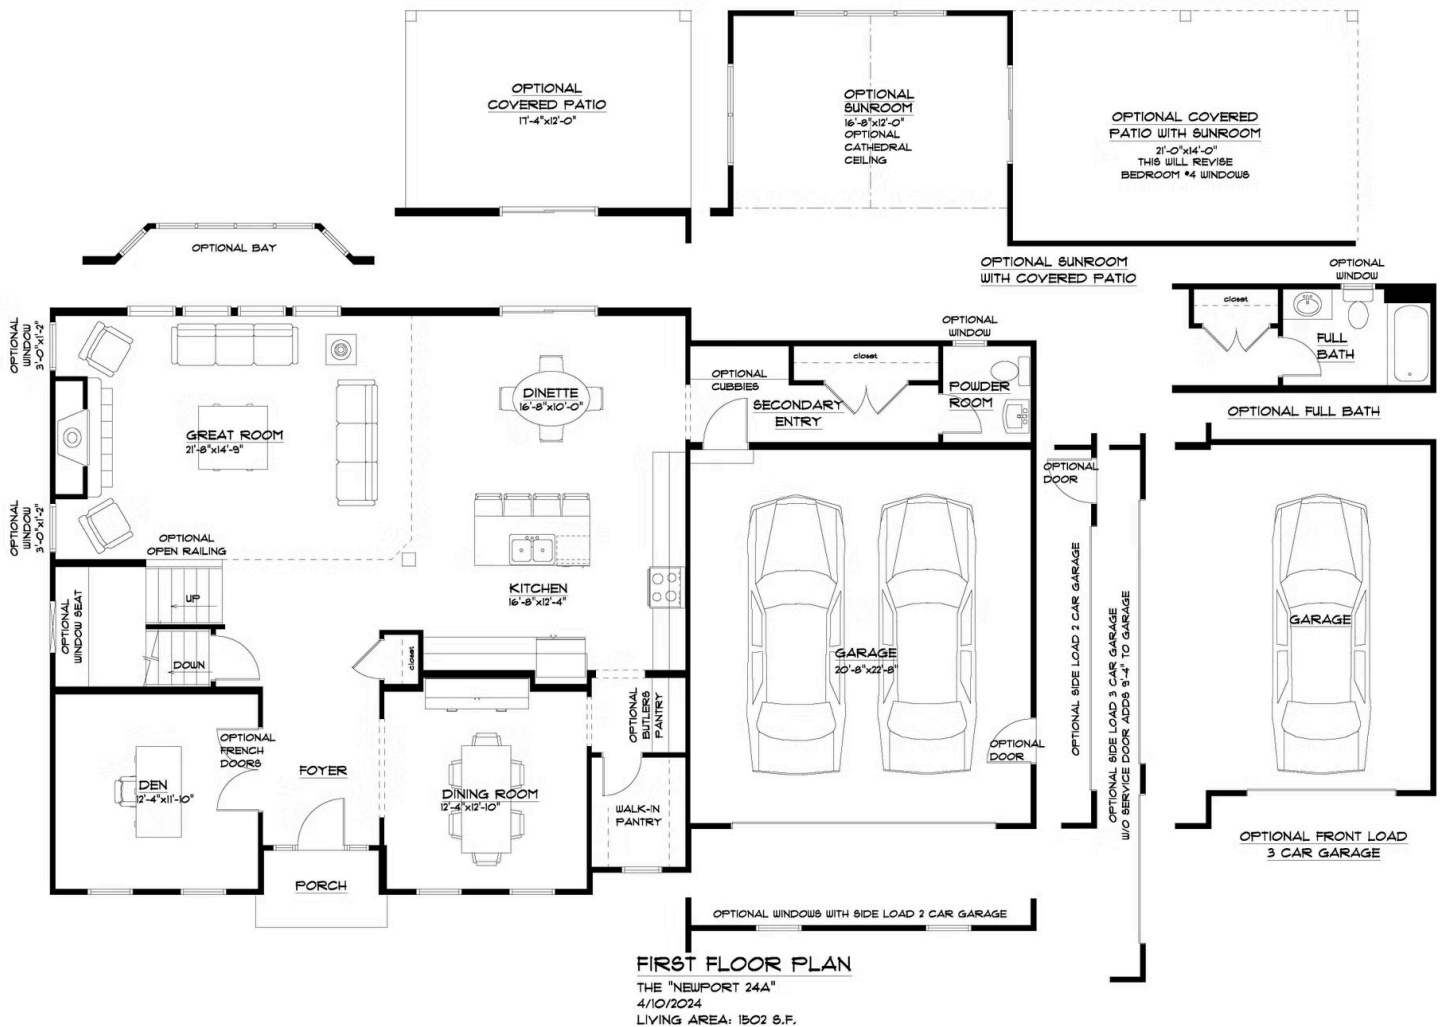 OPTIONAL
COVERED PATIO
17'-4"x12'-0"
OPTIONAL
SUNROOM
16'-8"x12'-0"
OPTIONAL
CATHEDRAL
CEILING
OPTIONAL COVERED
PATIO WITH SUNROOM
21'-0"x14'-0"
THIS WILL REVISE
BEDROOM #4 WINDOWS
OPTIONAL BAY
OPTIONAL SUNROOM
WITH COVERED PATIO
OPTIONAL
WINDOW
closet
FULL
BATH
OPTIONAL FULL BATH
OPTIONAL
WINDOW
3'-0"x1'-2"
OPTIONAL
WINDOW
OPTIONAL
CUBBIES
closet
POWDER
ROOM
SECONDARY
ENTRY
DINETTE
16'-8"x10'-0"
GREAT ROOM
21'-8"x14'-9"
OPTIONAL
WINDOW
3'-0"x1'-2"
OPTIONAL
OPEN RAILING
OPTIONAL
DOOR
KITCHEN
16'-8"x12'-4"
UP
OPTIONAL
WINDOW SEAT
DOWN
closet
GARAGE
20'-8"x22'-8"
OPTIONAL SIDE LOAD 2 CAR GARAGE
OPTIONAL SIDE LOAD 3 CAR GARAGE
W/O SERVICE DOOR ADDS 9'-4" TO GARAGE
GARAGE
OPTIONAL
BUTLERS
PANTRY
OPTIONAL
FRENCH
DOORS
OPTIONAL
DOOR
FOYER
DEN
12'-4"x11'-10"
DINING ROOM
12'-4"x12'-10"
WALK-IN
PANTRY
OPTIONAL FRONT LOAD
3 CAR GARAGE
PORCH
OPTIONAL WINDOWS WITH SIDE LOAD 2 CAR GARAGE
FIRST FLOOR PLAN
THE "NEWPORT 24A"
4/10/2024
LIVING AREA: 1502 S.F.